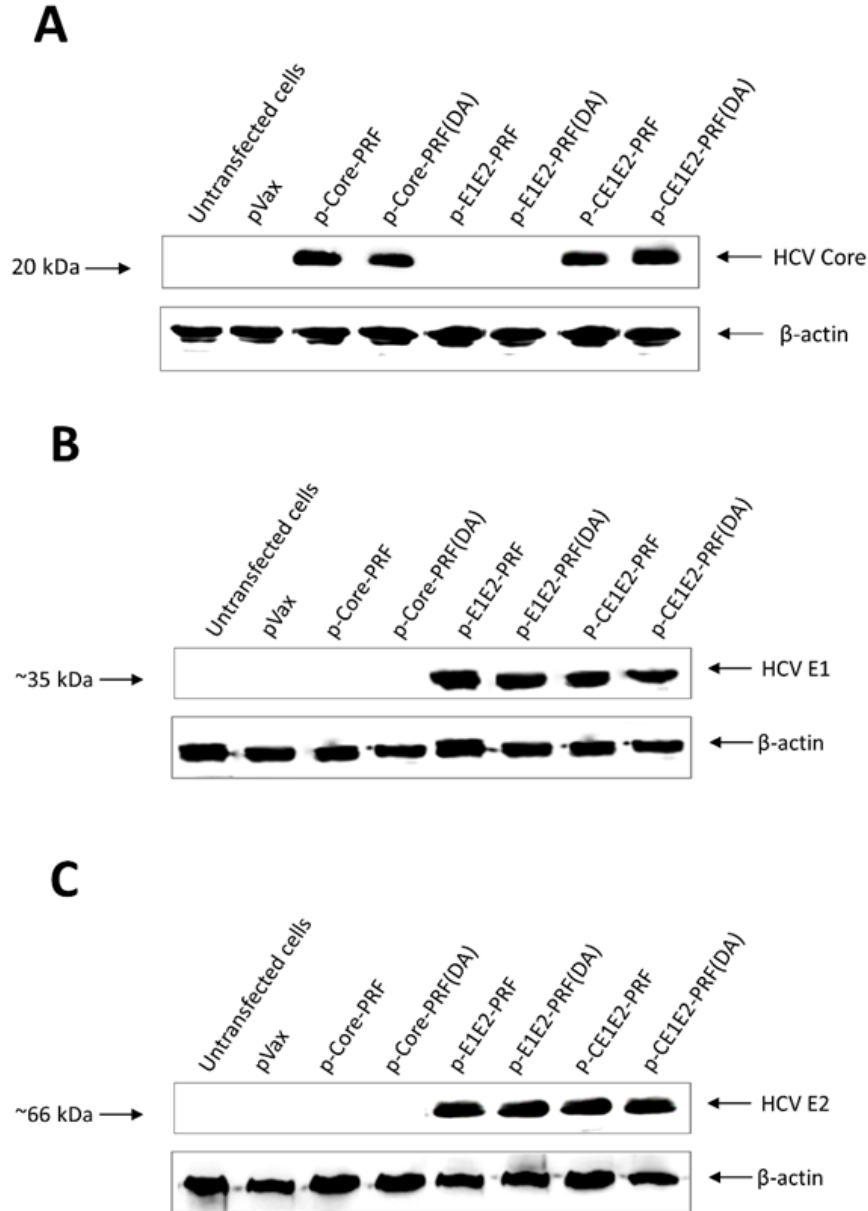 A
Untransfected cells
pVax
p-Core-PRF
p-Core-PRF(DA)
p-E1E2-PRF
p-E1E2-PRF(DA)
P-CE1E2-PRF
p-CE1E2-PRF(DA)
20 kDa
HCV Core
β-actin
B
Untransfected cells
pVax
p-Core-PRF
p-Core-PRF(DA)
p-E1E2-PRF
p-E1E2-PRF(DA)
P-CE1E2-PRF
p-CE1E2-PRF(DA)
~35 kDa
HCV E1
β-actin
C
Untransfected cells
pVax
p-Core-PRF
p-Core-PRF(DA)
p-E1E2-PRF
p-E1E2-PRF(DA)
P-CE1E2-PRF
p-CE1E2-PRF(DA)
~66 kDa
HCV E2
β-actin